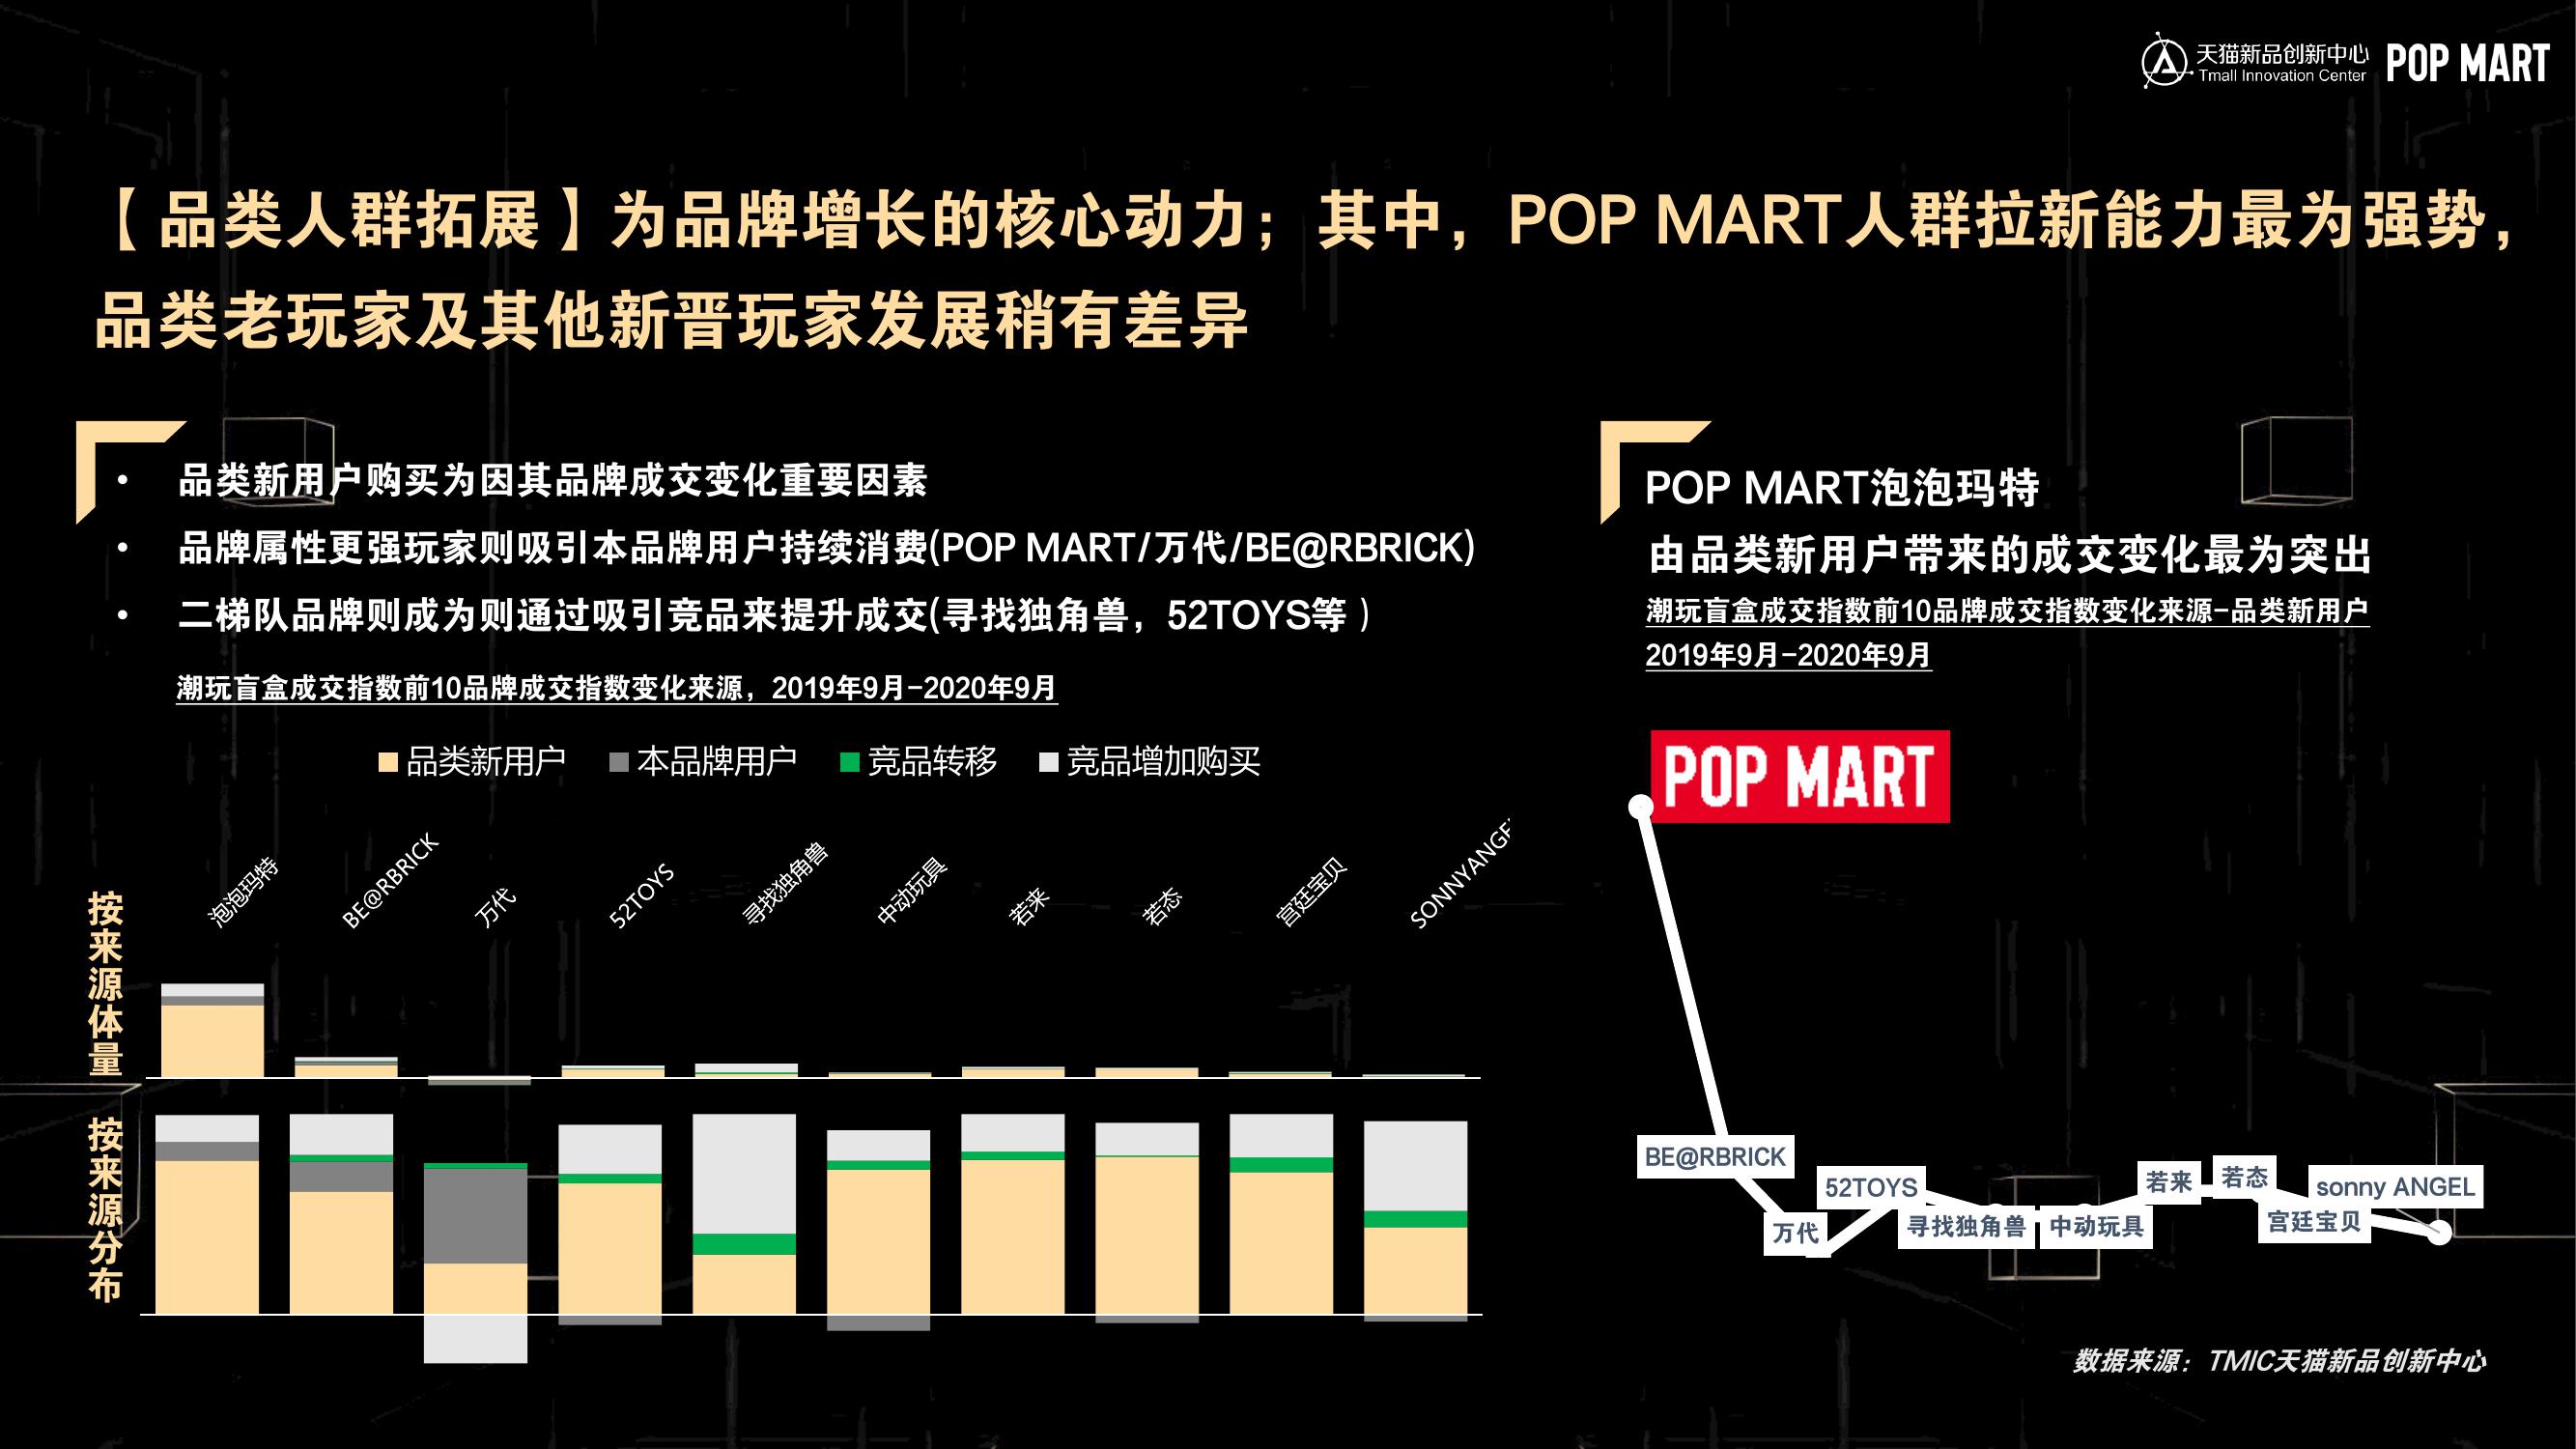 天猫新品创新中心
Tmall Innovation Center
POP MART
【品类人群拓展】为品牌增长的核心动力；其中，POP MART人群拉新能力最为强势，
品类老玩家及其他新晋玩家发展稍有差异
• 品类新用户购买为因其品牌成交变化重要因素
• 品牌属性更强玩家则吸引本品牌用户持续消费(POP MART/万代/BE@RBRICK)
• 二梯队品牌则成为则通过吸引竞品来提升成交(寻找独角兽，52TOYS等 )
潮玩盲盒成交指数前10品牌成交指数变化来源，2019年9月-2020年9月
品类新用户 本品牌用户 竞品转移 竞品增加购买
泡泡玛特
BE@RBRICK
万代
52TOYS
寻找独角兽
中动玩具
若来
若态
宫廷宝贝
SONNYANGE
按来源体量
按来源分布
POP MART泡泡玛特
由品类新用户带来的成交变化最为突出
潮玩盲盒成交指数前10品牌成交指数变化来源-品类新用户
2019年9月-2020年9月
POP MART
BE@RBRICK
万代
52TOYS
寻找独角兽
中动玩具
若来
若态
宫廷宝贝
sonny ANGEL
数据来源：TMIC天猫新品创新中心